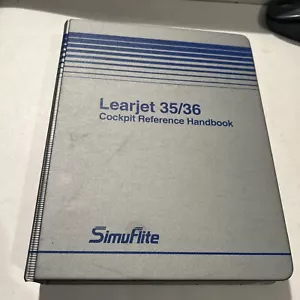 Learjet 35/36
Cockpit Reference Handbook
SimuFlite